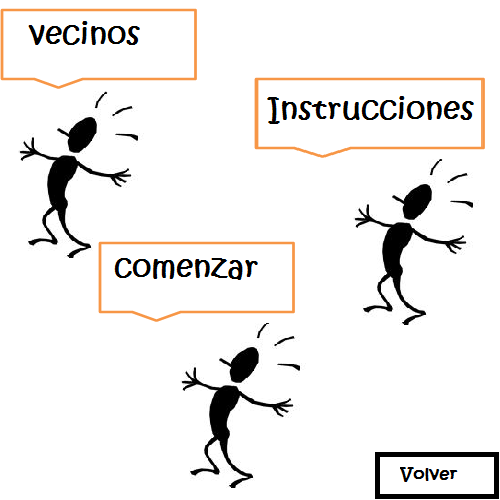 vecinos
Instrucciones
comenzar
Volver